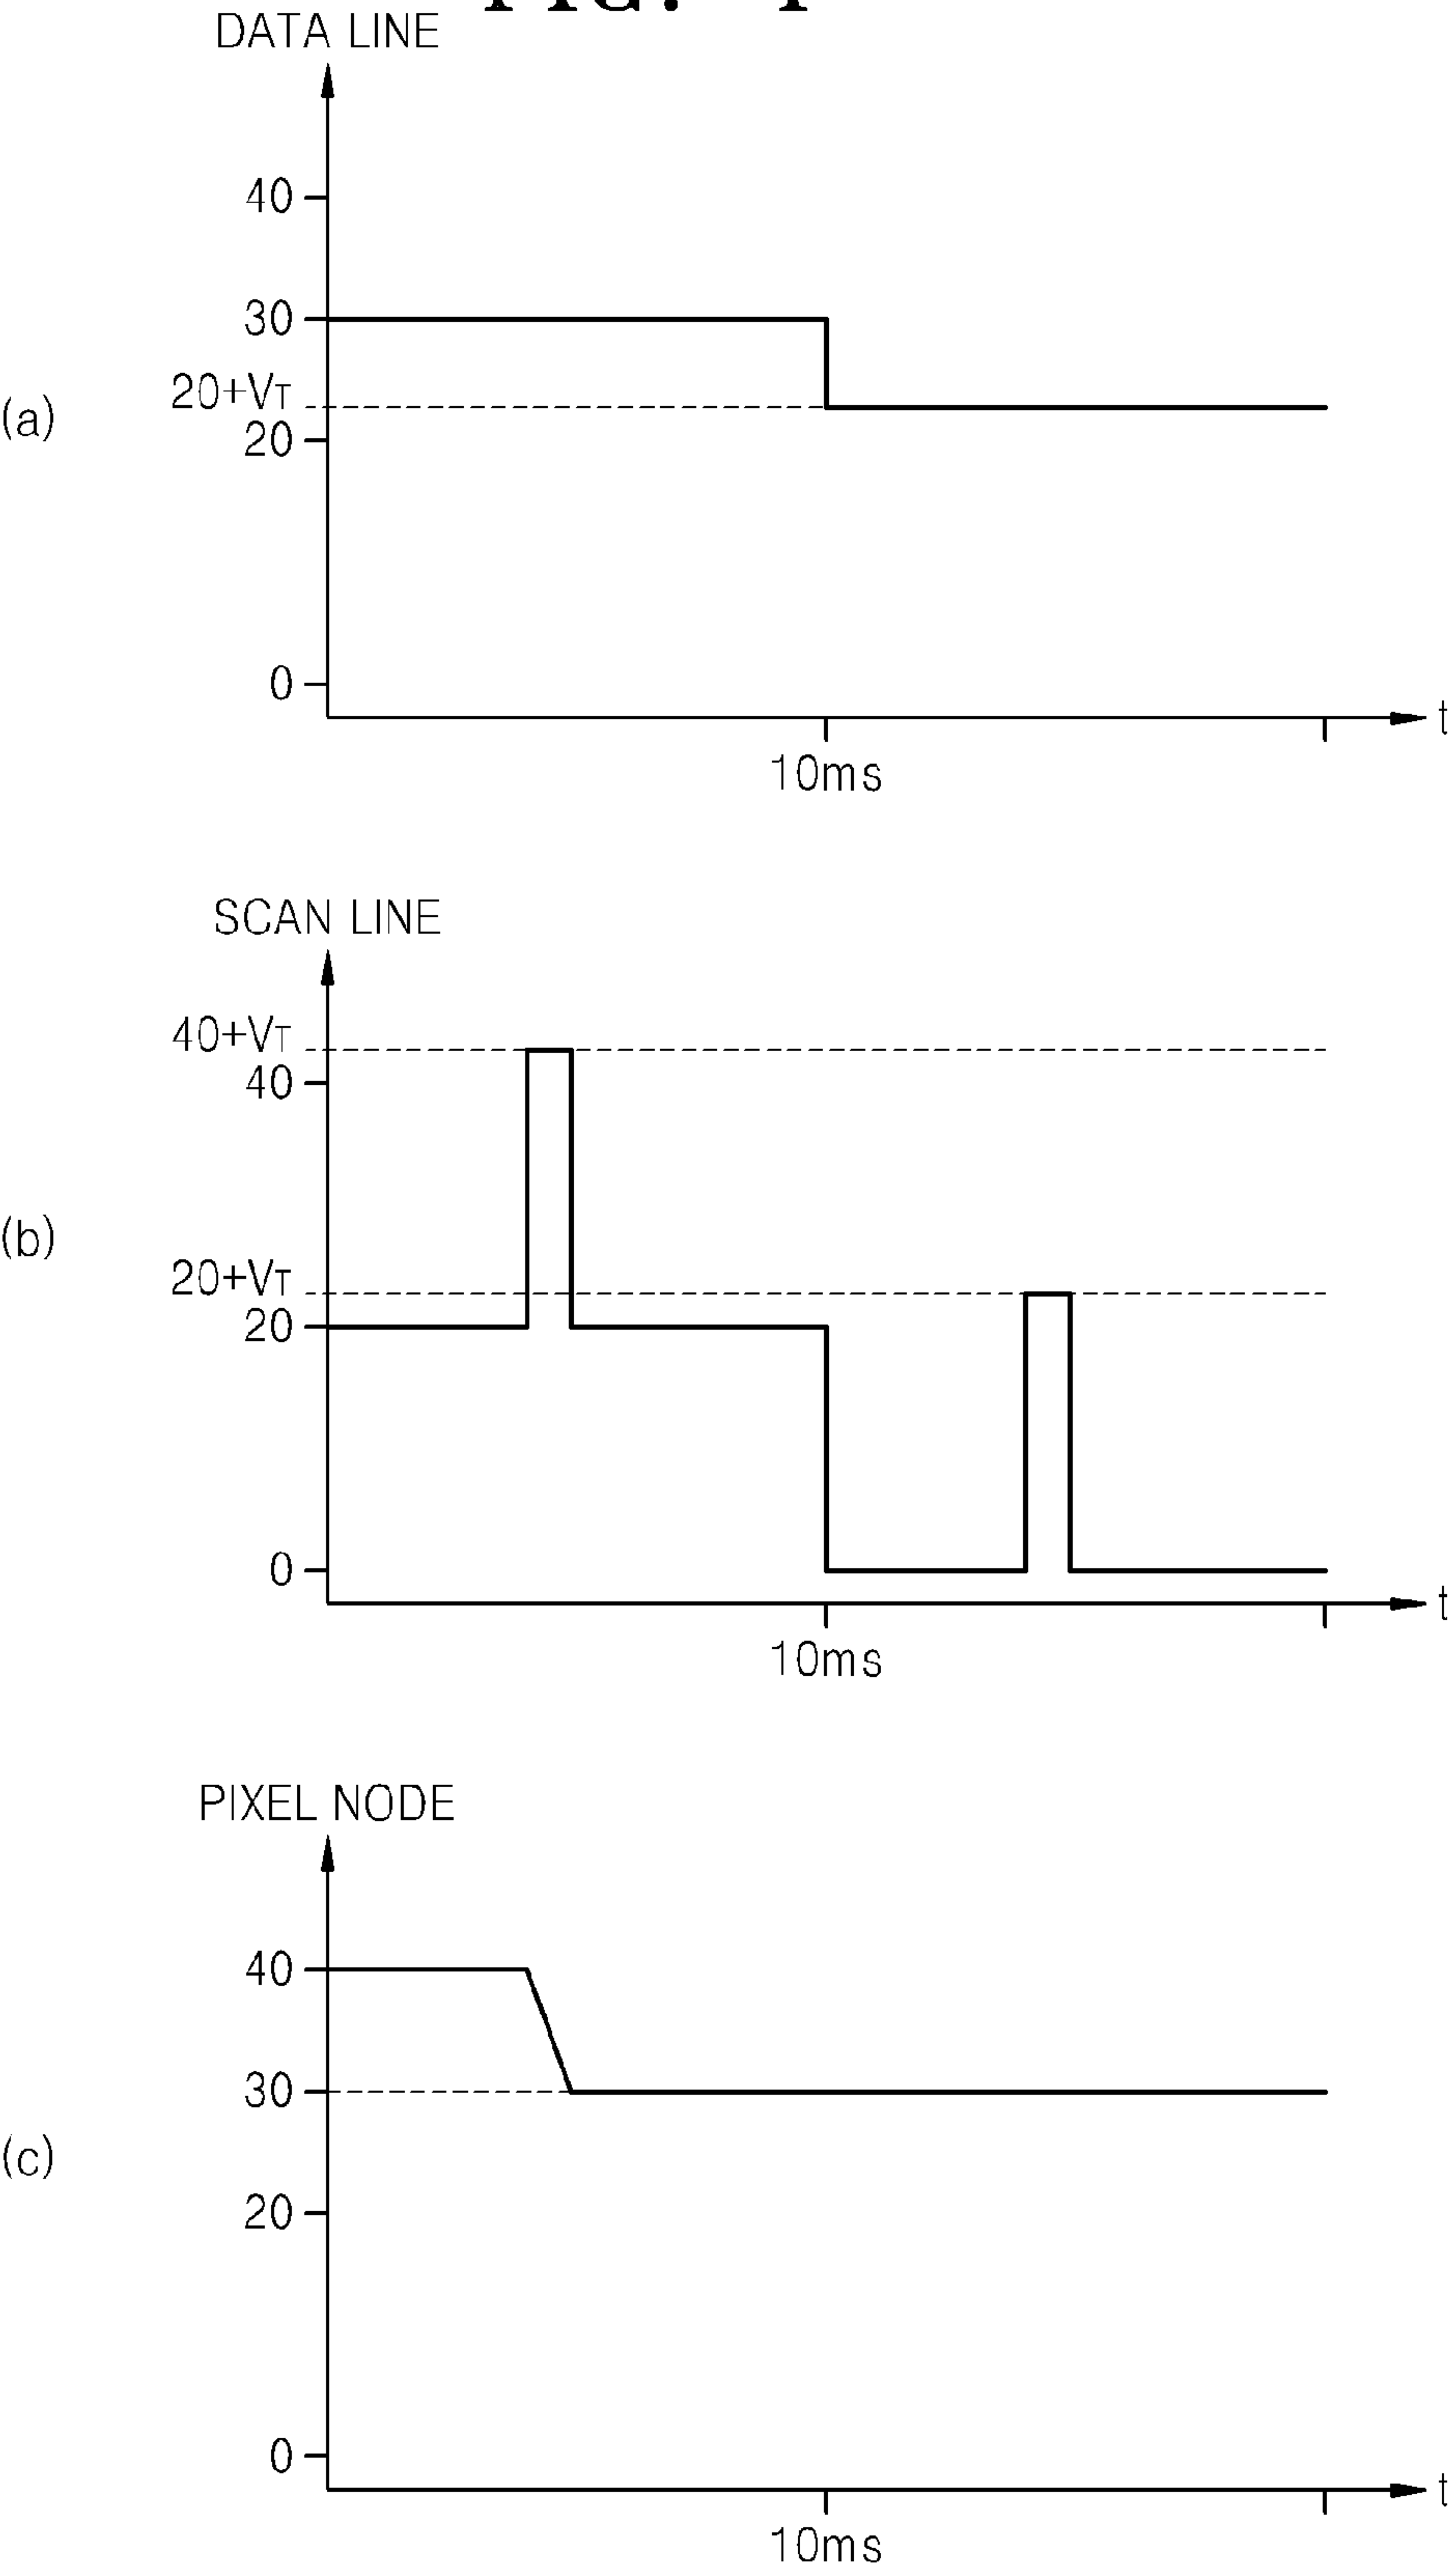 DATA LINE
40
30
20+VT
(a)
20
0
t
10ms
SCAN LINE
40+VT
40
(b)
20+VT
20
0
t
10ms
PIXEL NODE
40
30
(c)
20
0
t
10ms